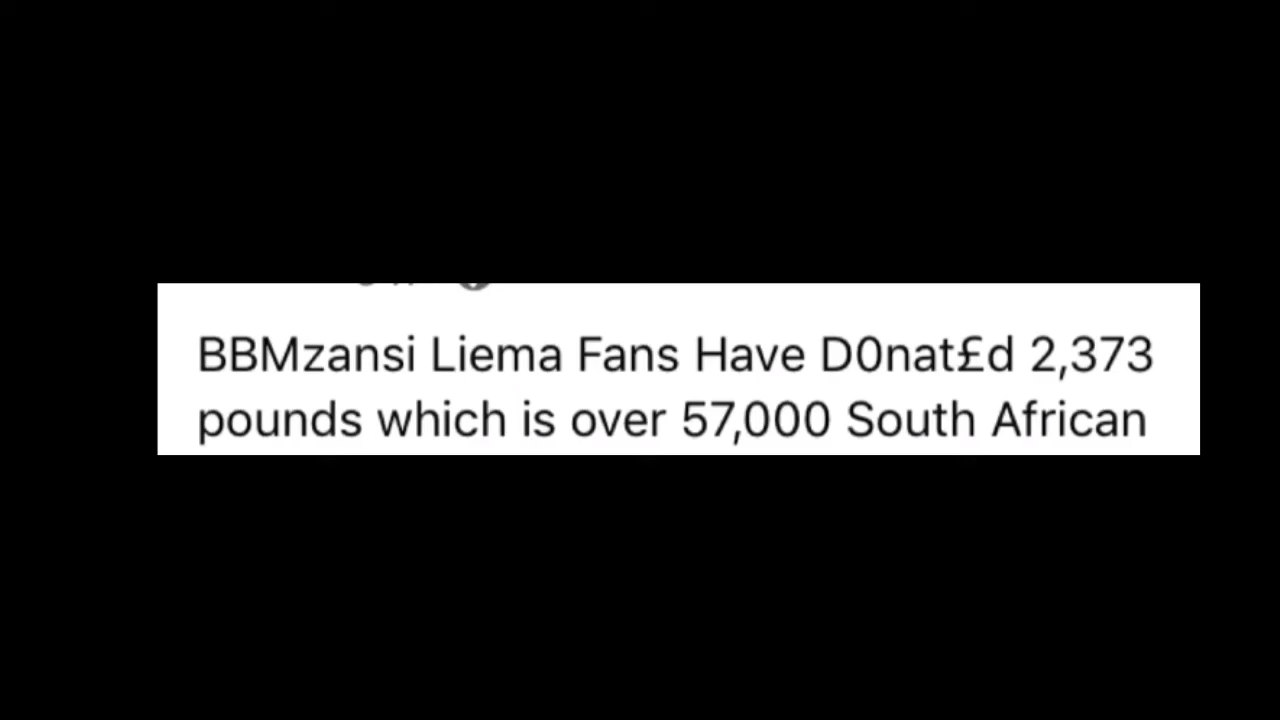 BBMzansi Liema Fans Have D0nat£d 2,373
pounds which is over 57,000 South African